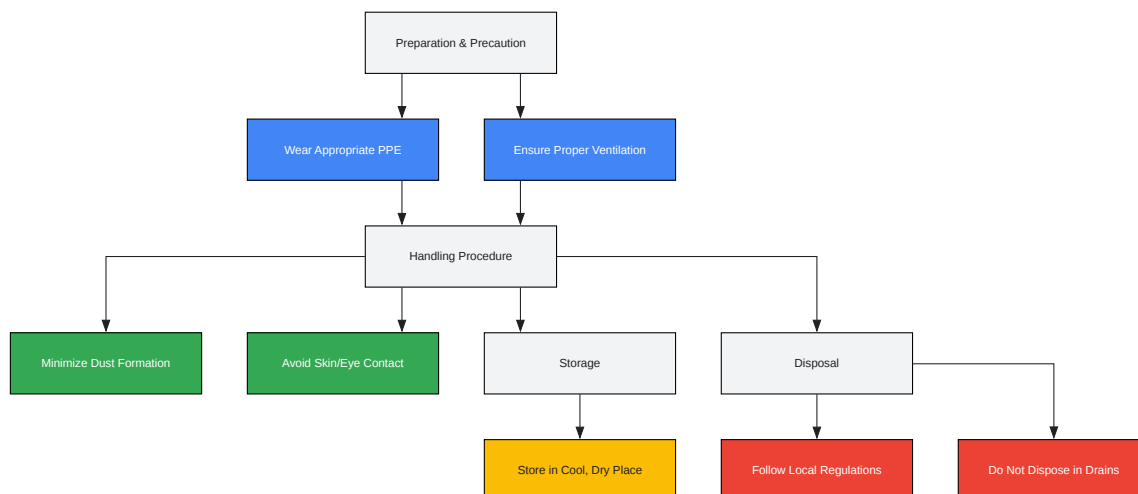 Preparation & Precaution
Wear Appropriate PPE
Ensure Proper Ventilation
Handling Procedure
Minimize Dust Formation
Avoid Skin/Eye Contact
Storage
Disposal
Store in Cool, Dry Place
Follow Local Regulations
Do Not Dispose in Drains